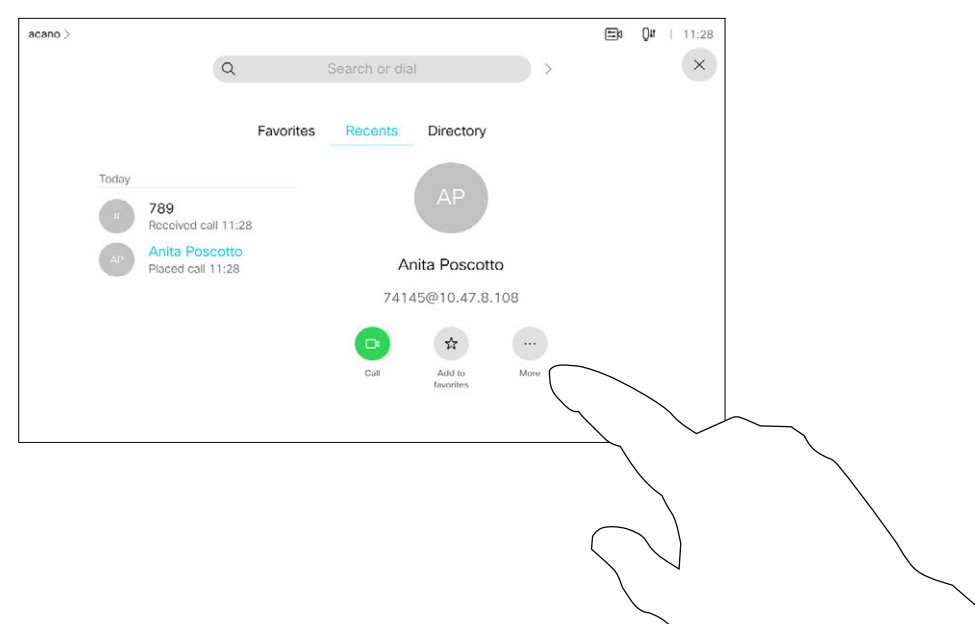 acano >
11:28
Search or dial >
Favorites Recents Directory
Today
#
789
Received call 11:28
AP
Anita Poscotto
Placed call 11:28
AP
Anita Poscotto
74145@10.47.8.108
Call
Add to
favorites
More